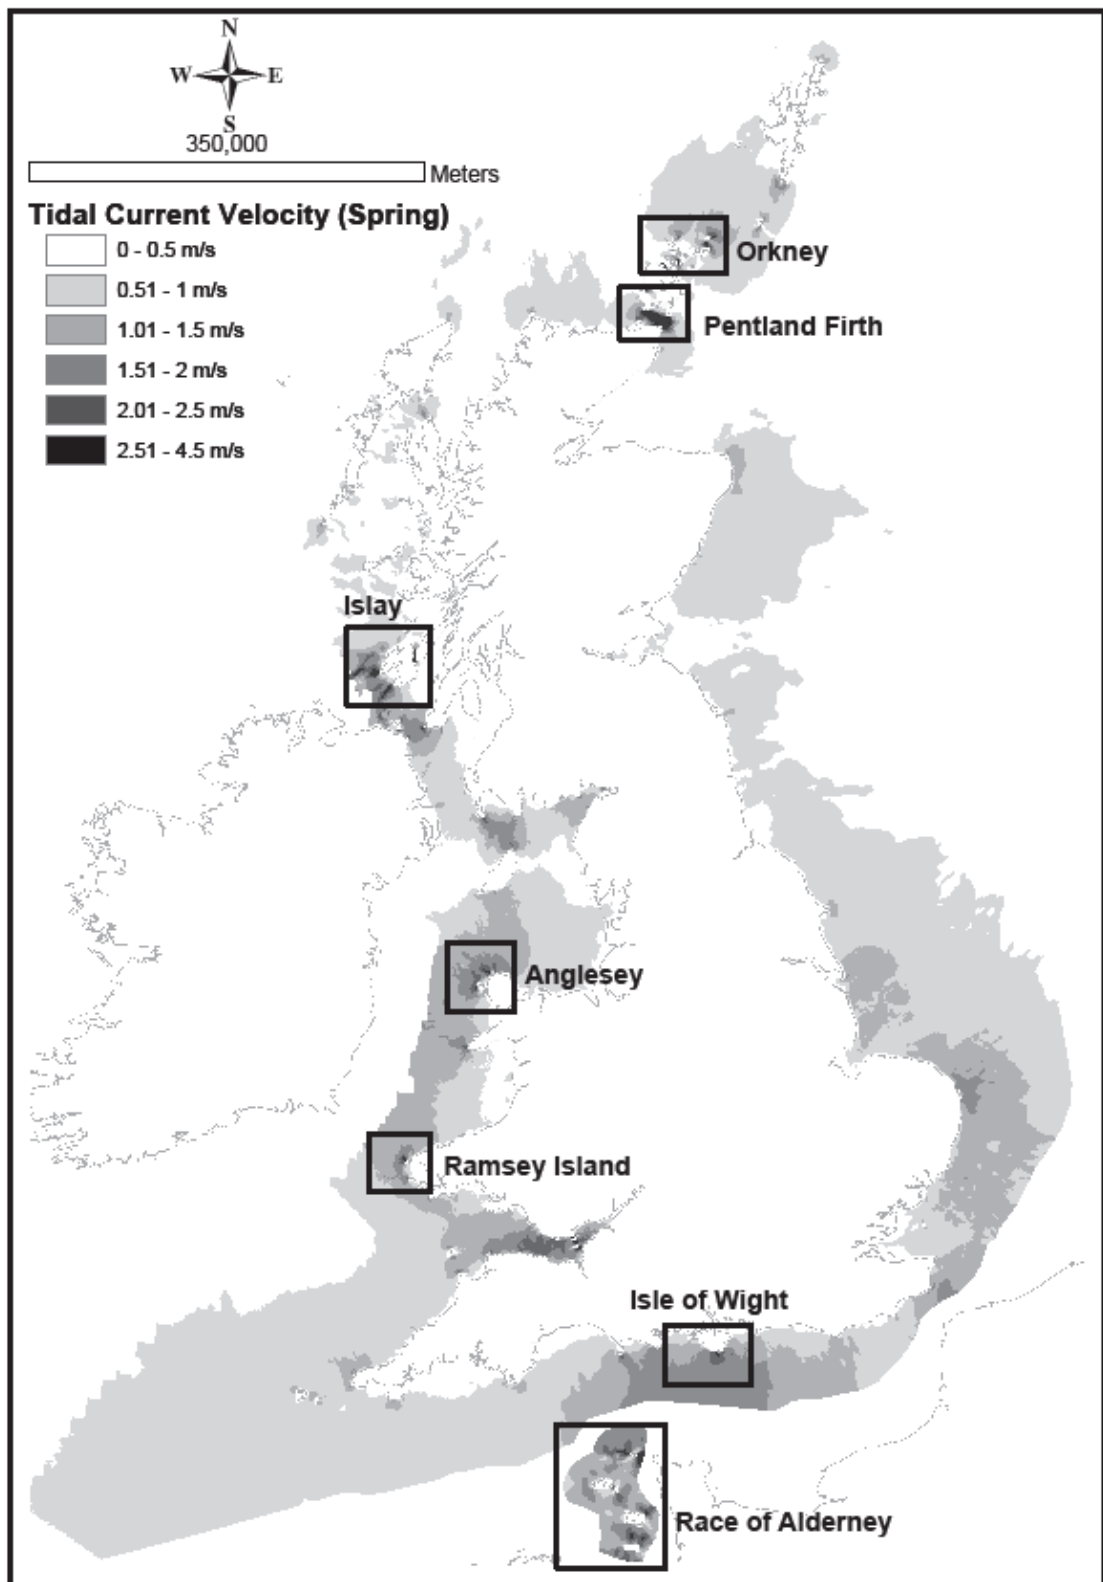 N
W E
S
350,000
Meters
Tidal Current Velocity (Spring)
0 - 0.5 m/s
0.51 - 1 m/s
1.01 - 1.5 m/s
1.51 - 2 m/s
2.01 - 2.5 m/s
2.51 - 4.5 m/s
Orkney
Pentland Firth
Islay
Anglesey
Ramsey Island
Isle of Wight
Race of Alderney